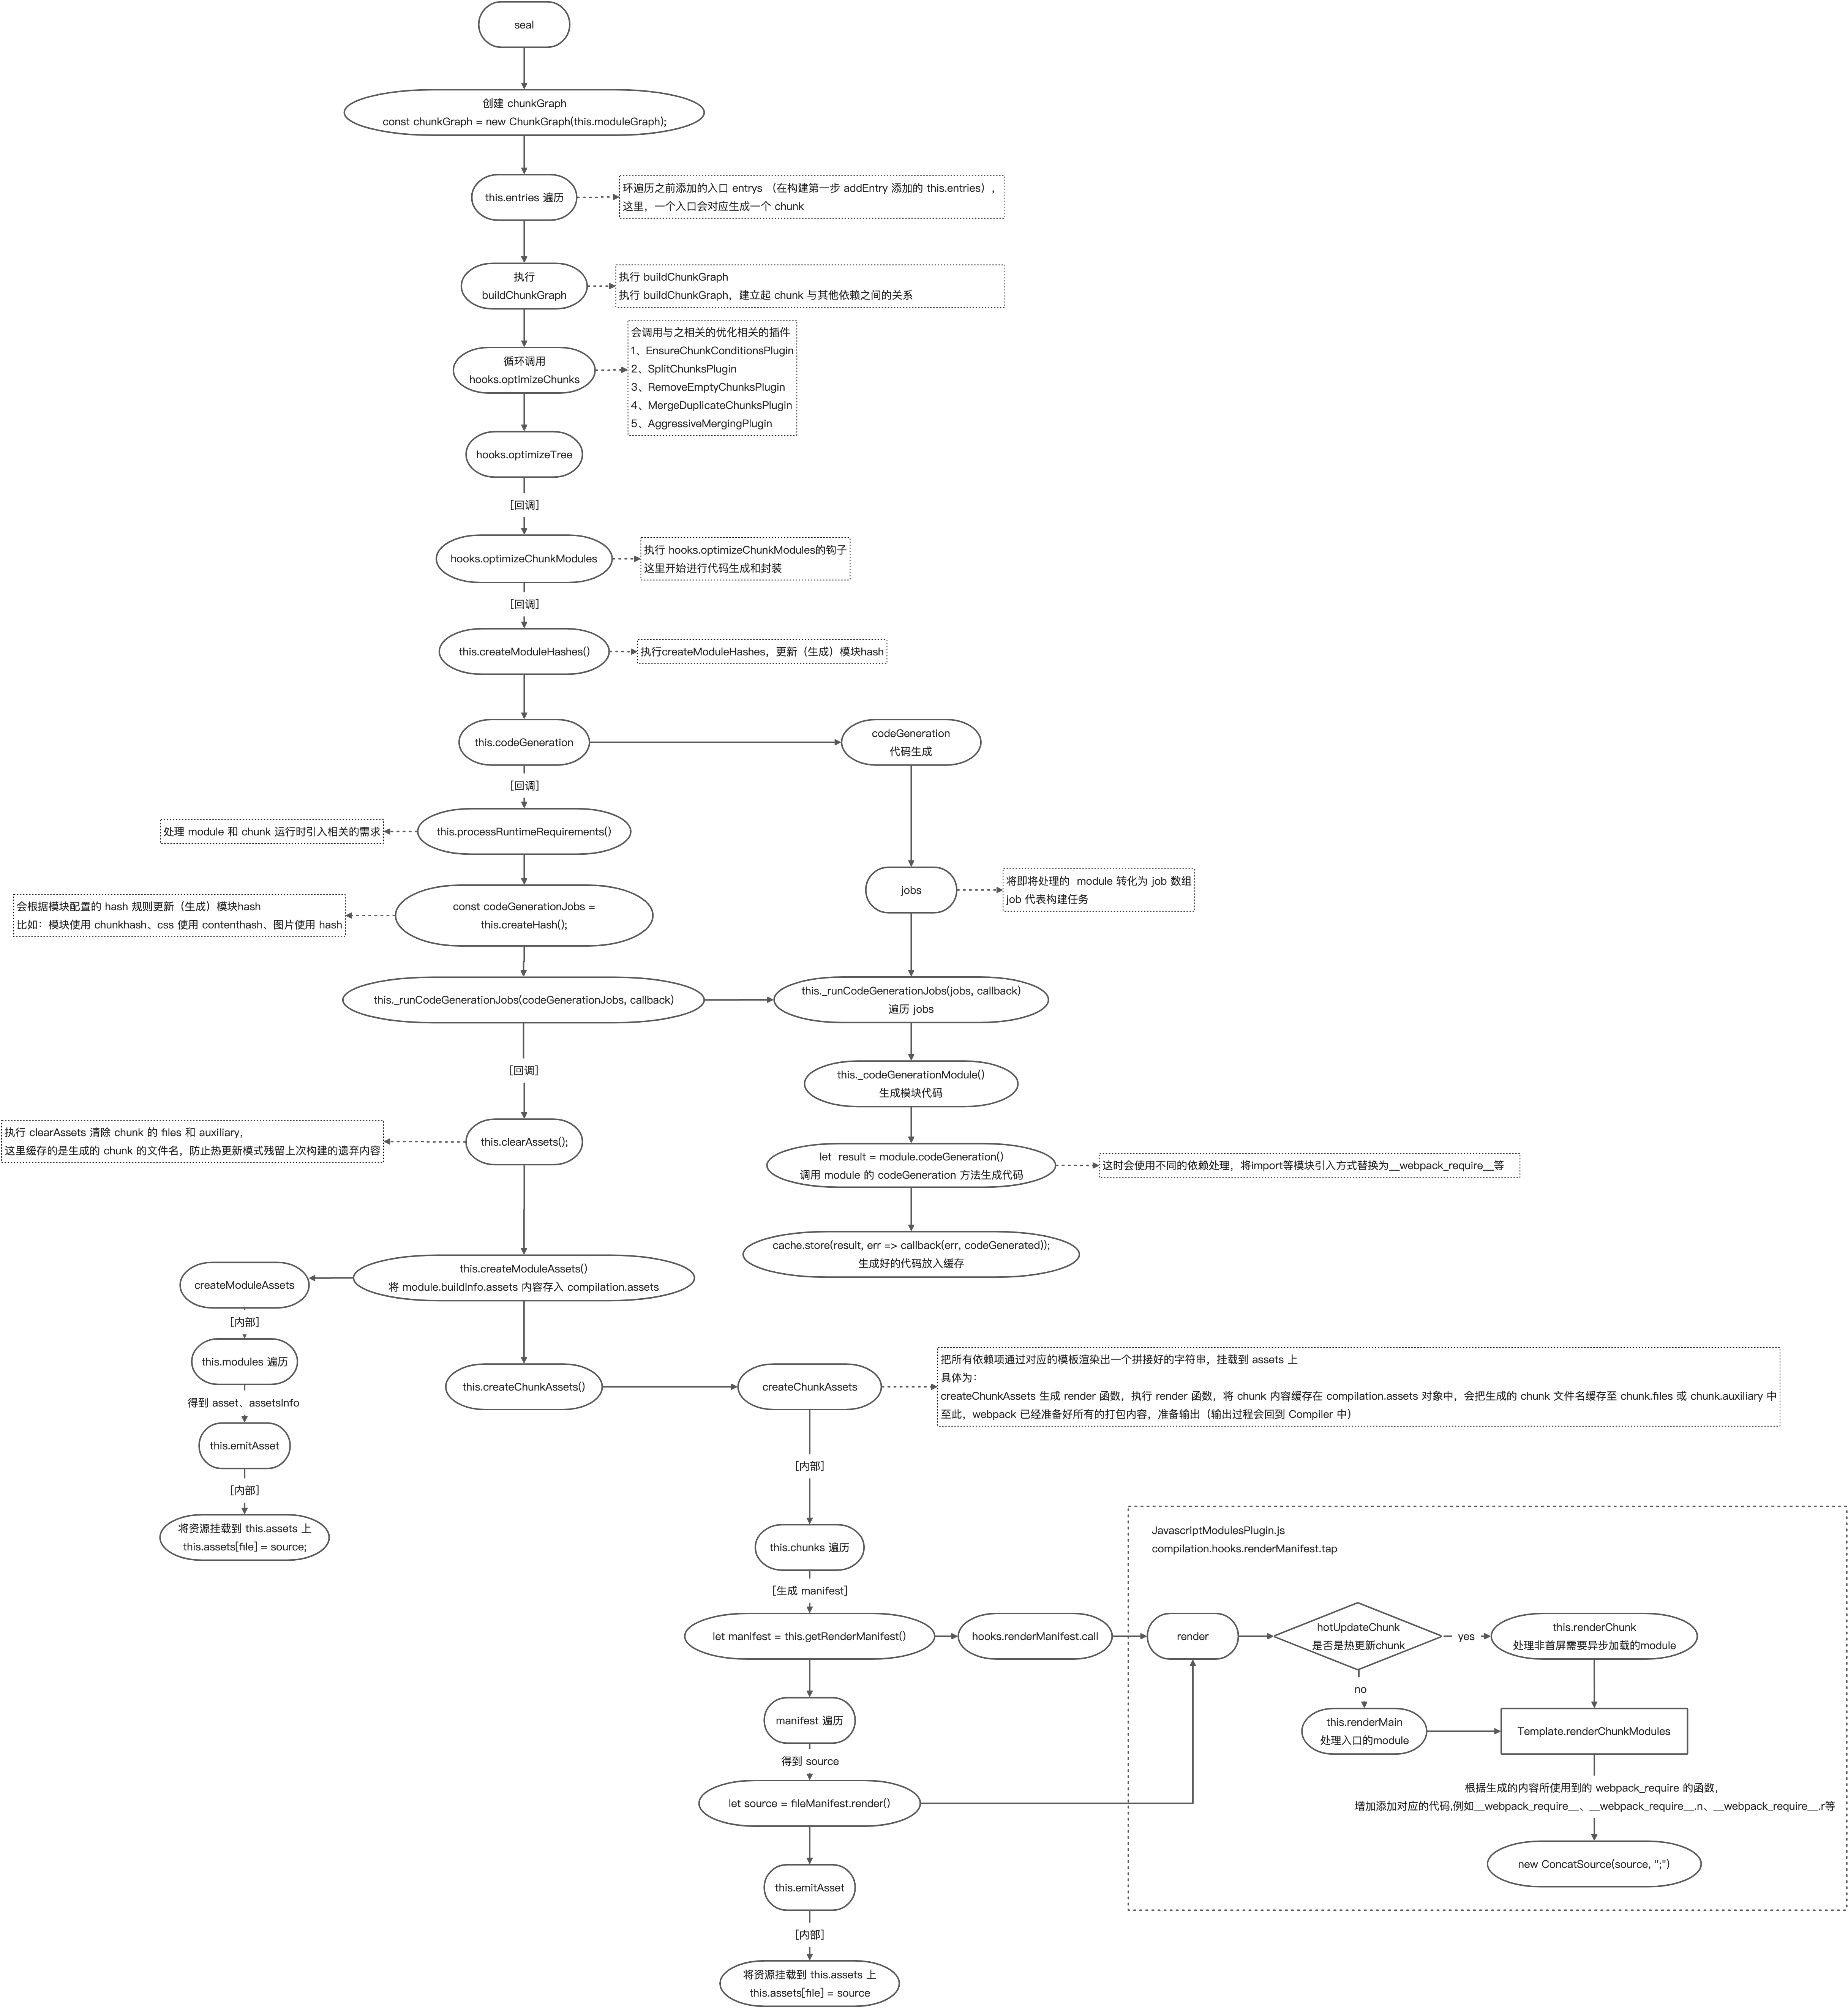 seal
创建 chunkGraph
const chunkGraph = new ChunkGraph(this.moduleGraph);
this.entries 遍历
环遍历之前添加的入口 entrys （在构建第一步 addEntry 添加的 this.entries），
这里，一个入口会对应生成一个 chunk
执行
buildChunkGraph
执行 buildChunkGraph
执行 buildChunkGraph，建立起 chunk 与其他依赖之间的关系
循环调用
hooks.optimizeChunks
会调用与之相关的优化相关的插件
1、EnsureChunkConditionsPlugin
2、SplitChunksPlugin
3、RemoveEmptyChunksPlugin
4、MergeDuplicateChunksPlugin
5、AggressiveMergingPlugin
hooks.optimizeTree
[回调]
hooks.optimizeChunkModules
执行 hooks.optimizeChunkModules的钩子
这里开始进行代码生成和封装
[回调]
this.createModuleHashes()
执行createModuleHashes，更新（生成）模块hash
this.codeGeneration
codeGeneration
代码生成
[回调]
this.processRuntimeRequirements()
处理 module 和 chunk 运行时引入相关的需求
jobs
将即将处理的  module 转化为 job 数组
job 代表构建任务
const codeGenerationJobs =
this.createHash();
会根据模块配置的 hash 规则更新（生成）模块hash
比如：模块使用 chunkhash、css 使用 contenthash、图片使用 hash
this._runCodeGenerationJobs(codeGenerationJobs, callback)
this._runCodeGenerationJobs(jobs, callback)
遍历 jobs
[回调]
this._codeGenerationModule()
生成模块代码
this.clearAssets();
执行 clearAssets 清除 chunk 的 files 和 auxiliary，
这里缓存的是生成的 chunk 的文件名，防止热更新模式残留上次构建的遗弃内容
let  result = module.codeGeneration()
调用 module 的 codeGeneration 方法生成代码
这时会使用不同的依赖处理，将import等模块引入方式替换为__webpack_require__等
cache.store(result, err => callback(err, codeGenerated));
生成好的代码放入缓存
this.createModuleAssets()
将 module.buildInfo.assets 内容存入 compilation.assets
createModuleAssets
[内部]
this.modules 遍历
得到 asset、assetsInfo
this.emitAsset
[内部]
将资源挂载到 this.assets 上
this.assets[file] = source;
this.createChunkAssets()
createChunkAssets
把所有依赖项通过对应的模板渲染出一个拼接好的字符串，挂载到 assets 上
具体为：
createChunkAssets 生成 render 函数，执行 render 函数，将 chunk 内容缓存在 compilation.assets 对象中，会把生成的 chunk 文件名缓存至 chunk.files 或 chunk.auxiliary 中
至此，webpack 已经准备好所有的打包内容，准备输出（输出过程会回到 Compiler 中）
[内部]
this.chunks 遍历
[生成 manifest]
let manifest = this.getRenderManifest()
hooks.renderManifest.call
JavascriptModulesPlugin.js
compilation.hooks.renderManifest.tap
render
hotUpdateChunk
是否是热更新chunk
yes
this.renderChunk
处理非首屏需要异步加载的module
no
this.renderMain
处理入口的module
Template.renderChunkModules
根据生成的内容所使用到的 webpack_require 的函数，
增加添加对应的代码,例如__webpack_require__、__webpack_require__.n、__webpack_require__.r等
new ConcatSource(source, ";")
manifest 遍历
得到 source
let source = fileManifest.render()
this.emitAsset
[内部]
将资源挂载到 this.assets 上
this.assets[file] = source